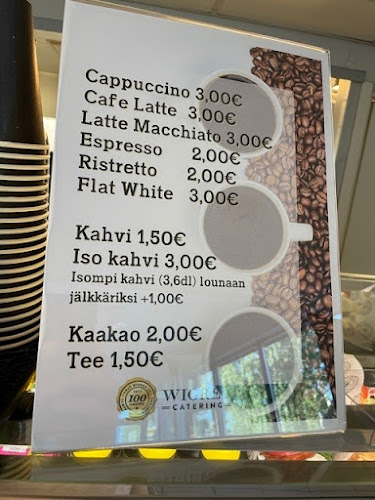 Cappuccino 3,00€
Cafe Latte 3,00€
Latte Macchiato 3,00€
Espresso 2,00€
Ristretto 2,00€
Flat White 3,00€
Kahvi 1,50€
Iso kahvi 3,00€
Isompi kahvi (3,6dl) lounaan
jälkkäriksi +1,00€
Kaakao 2,00€
Tee 1,50€
100
CATERING